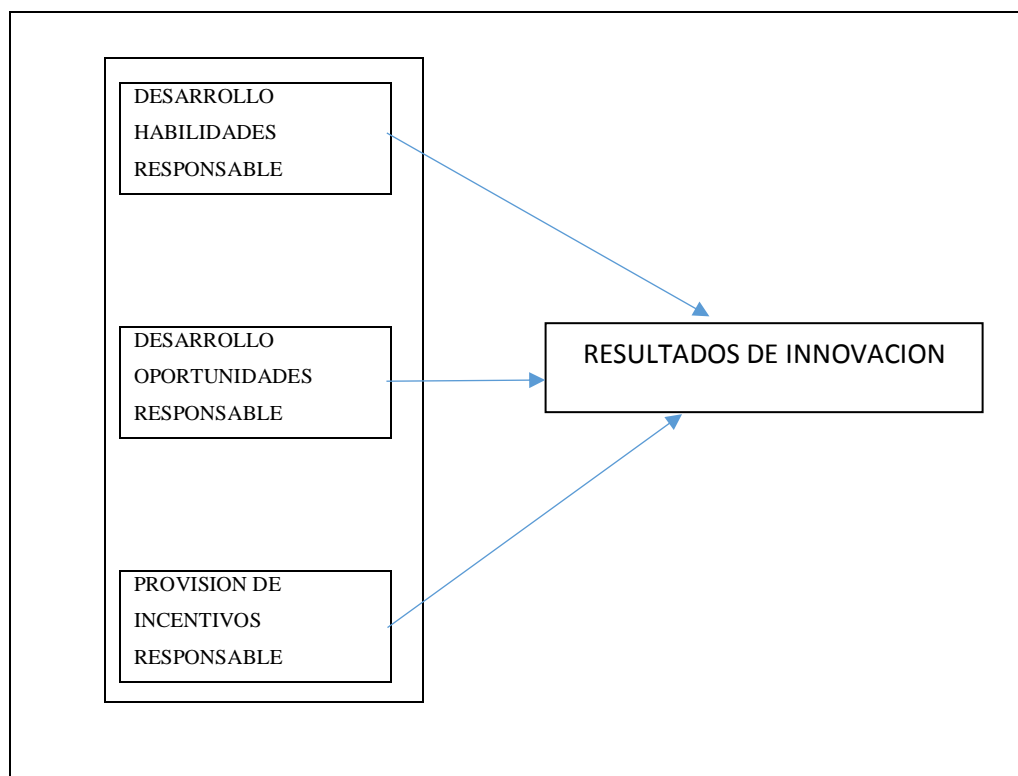 DESARROLLO
HABILIDADES
RESPONSABLE
DESARROLLO
OPORTUNIDADES
RESPONSABLE
RESULTADOS DE INNOVACION
PROVISION DE
INCENTIVOS
RESPONSABLE